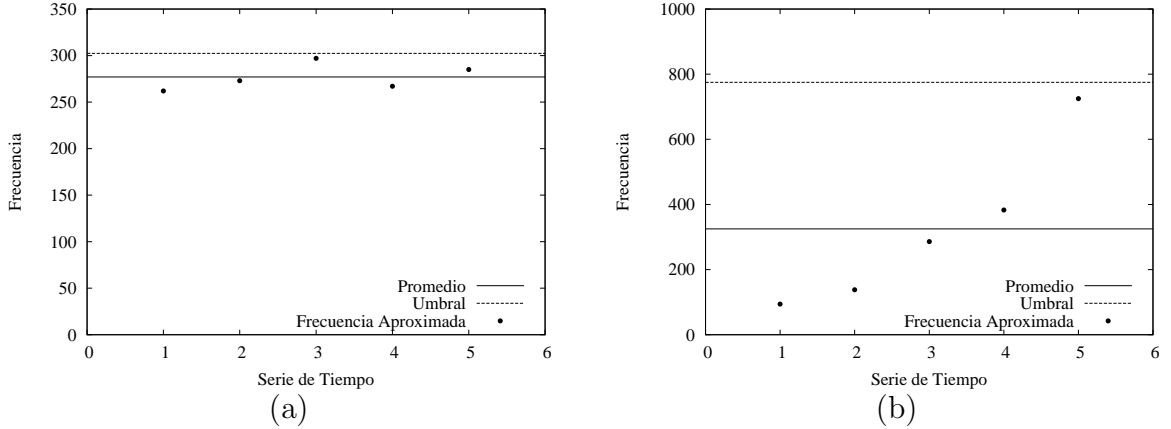 350
300
250
200
150
100
50
0
Frecuencia
Promedio
Umbral
Frecuencia Aproximada
0 1 2 3 4 5 6
Serie de Tiempo
(a)
1000
800
600
400
200
0
Frecuencia
Promedio
Umbral
Frecuencia Aproximada
0 1 2 3 4 5 6
Serie de Tiempo
(b)